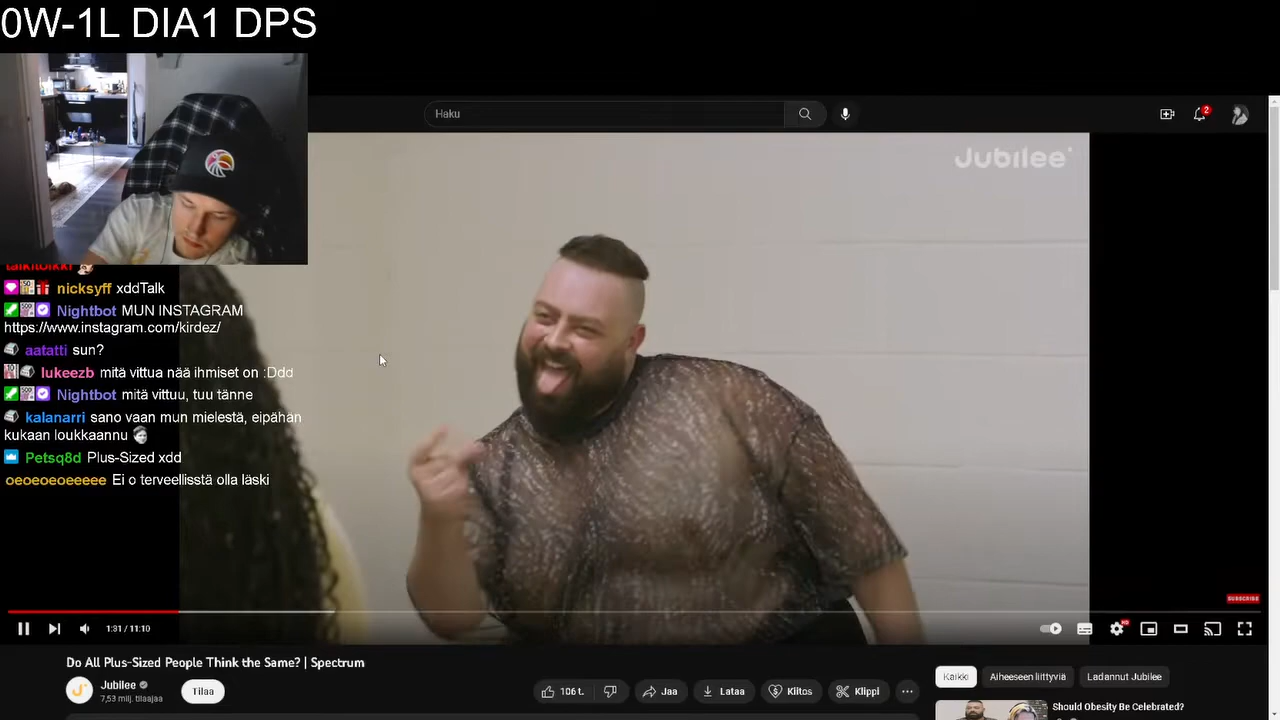 0W-1L DIA1 DPS
Haku
2
Jubilee
talkitolkki
nicksyff xddTalk
Nightbot MUN INSTAGRAM
https://www.instagram.com/kirdez/
aatatti sun?
lukeezb mitä vittua nää ihmiset on :Ddd
Nightbot mitä vittuu, tuu tänne
kalanarri sano vaan mun mielestä, eipähän
kukaan loukkaannu
Petsq8d Plus-Sized xdd
oeoeoeoeeeee Ei o terveellisstä olla läski
SUBSCRIBE
1:31 / 11:10
Do All Plus-Sized People Think the Same? | Spectrum
Jubilee
7,53 milj. tilaajaa
Tilaa
106 t.
Jaa
Lataa
Kiitos
Klippi
Kaikki
Aiheeseen liittyviä
Ladannut Jubilee
Should Obesity Be Celebrated?